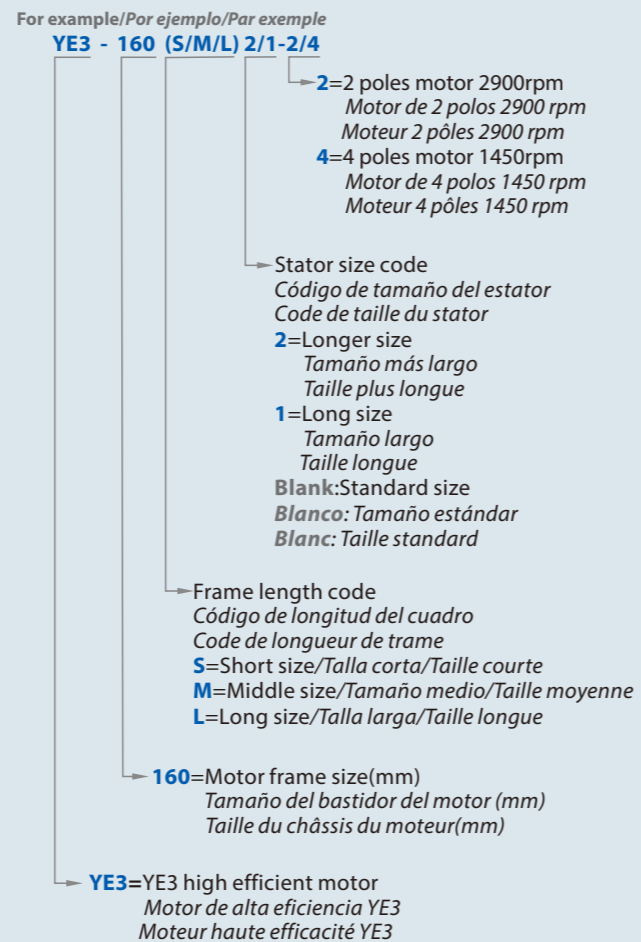 For example/Por ejemplo/Par exemple
YE3 - 160 (S/M/L) 2/1-2/4
2=2 poles motor 2900rpm
Motor de 2 polos 2900 rpm
Moteur 2 pôles 2900 rpm
4=4 poles motor 1450rpm
Motor de 4 polos 1450 rpm
Moteur 4 pôles 1450 rpm
Stator size code
Código de tamaño del estator
Code de taille du stator
2=Longer size
Tamaño más largo
Taille plus longue
1=Long size
Tamaño largo
Taille longue
Blank:Standard size
Blanco: Tamaño estándar
Blanc: Taille standard
Frame length code
Código de longitud del cuadro
Code de longueur de trame
S=Short size/Talla corta/Taille courte
M=Middle size/Tamaño medio/Taille moyenne
L=Long size/Talla larga/Taille longue
160=Motor frame size(mm)
Tamaño del bastidor del motor (mm)
Taille du châssis du moteur(mm)
YE3=YE3 high efficient motor
Motor de alta eficiencia YE3
Moteur haute efficacité YE3